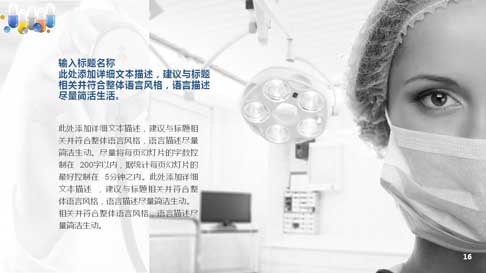 输入标题名称
此处添加详细文本描述，建议与标题
相关并符合整体语言风格，语言描述
尽量简洁生活。
此处添加详细文本描述，建议与标题相
关并符合整体语言风格，语言描述尽量
简洁生动。尽量将每页幻灯片的字数控
制在 200字以内，据统计每页幻灯片的
最好控制在 5分钟之内。此处添加详细
文本描述 ，建议与标题相关并符合整
体语言风格，语言描述尽量简洁生动。
相关并符合整体语言风格，语言描述尽
量简洁生动。
16